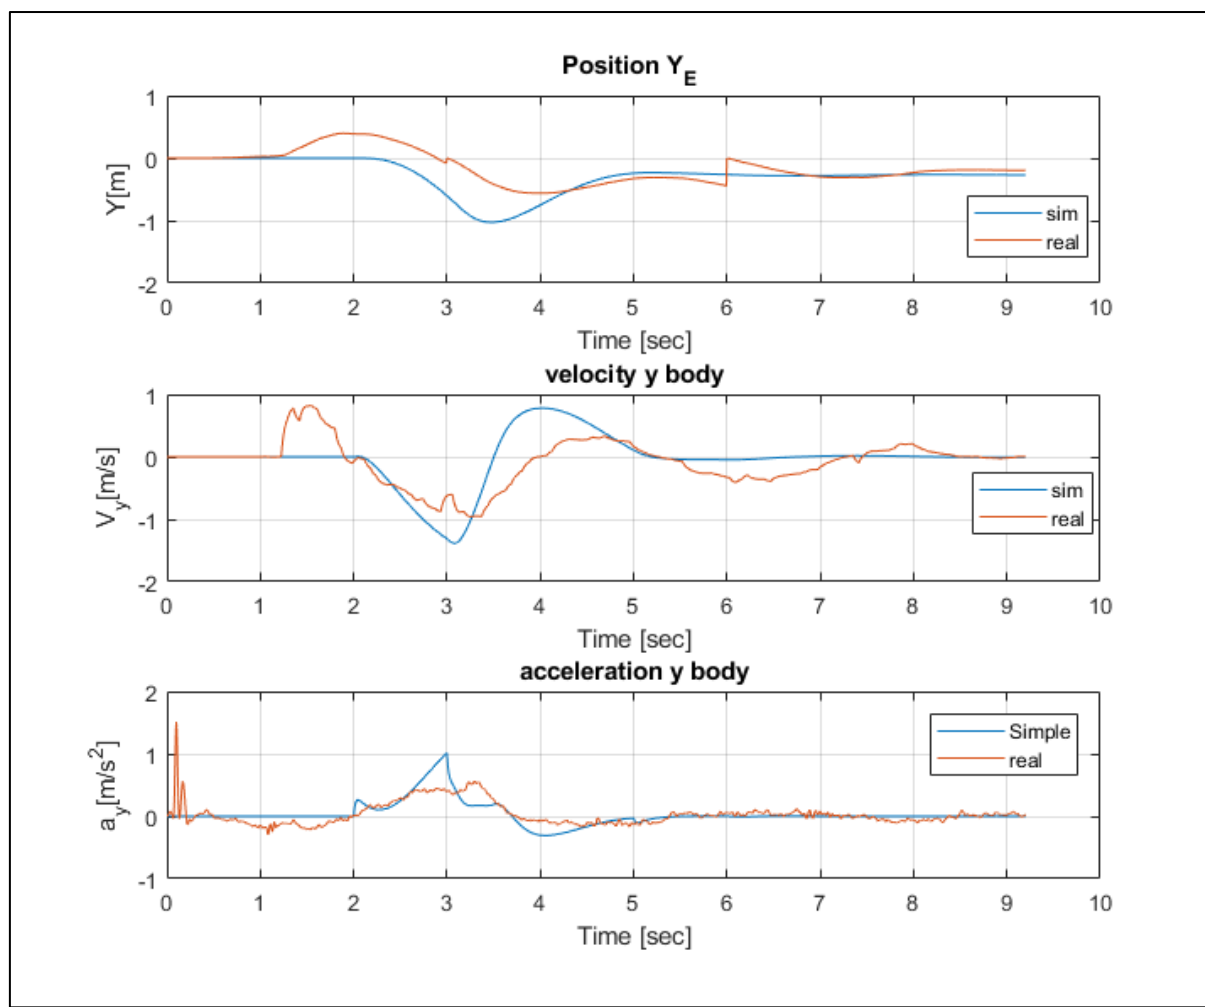 Position Y_E
1
0
-1
-2
Y[m]
sim
real
0 1 2 3 4 5 6 7 8 9 10
Time [sec]
velocity y body
1
0
-1
-2
V_y[m/s]
sim
real
0 1 2 3 4 5 6 7 8 9 10
Time [sec]
acceleration y body
2
1
0
-1
a_y[m/s^2]
Simple
real
0 1 2 3 4 5 6 7 8 9 10
Time [sec]